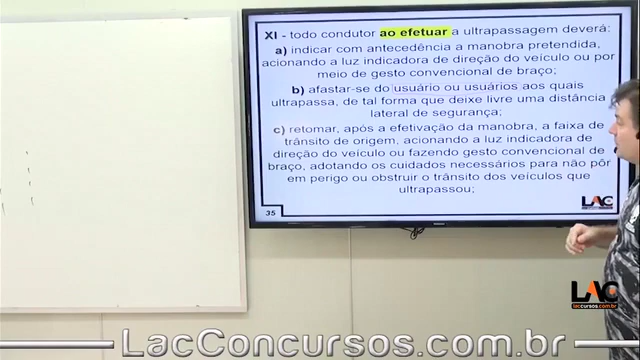 XI - todo condutor ao efetuar a ultrapassagem deverá:
a) indicar com antecedência a manobra pretendida,
acionando a luz indicadora de direção do veículo ou por
meio de gesto convencional de braço;
b) afastar-se do usuário ou usuários aos quais
ultrapassa, de tal forma que deixe livre uma distância
lateral de segurança;
c) retomar, após a efetivação da manobra, a faixa de
trânsito de origem, acionando a luz indicadora de
direção do veículo ou fazendo gesto convencional de
braço, adotando os cuidados necessários para não pôr
em perigo ou obstruir o trânsito dos veículos que
ultrapassou;
35
LAC
LAC
laccursos.com.br
LacConcursos.com.br